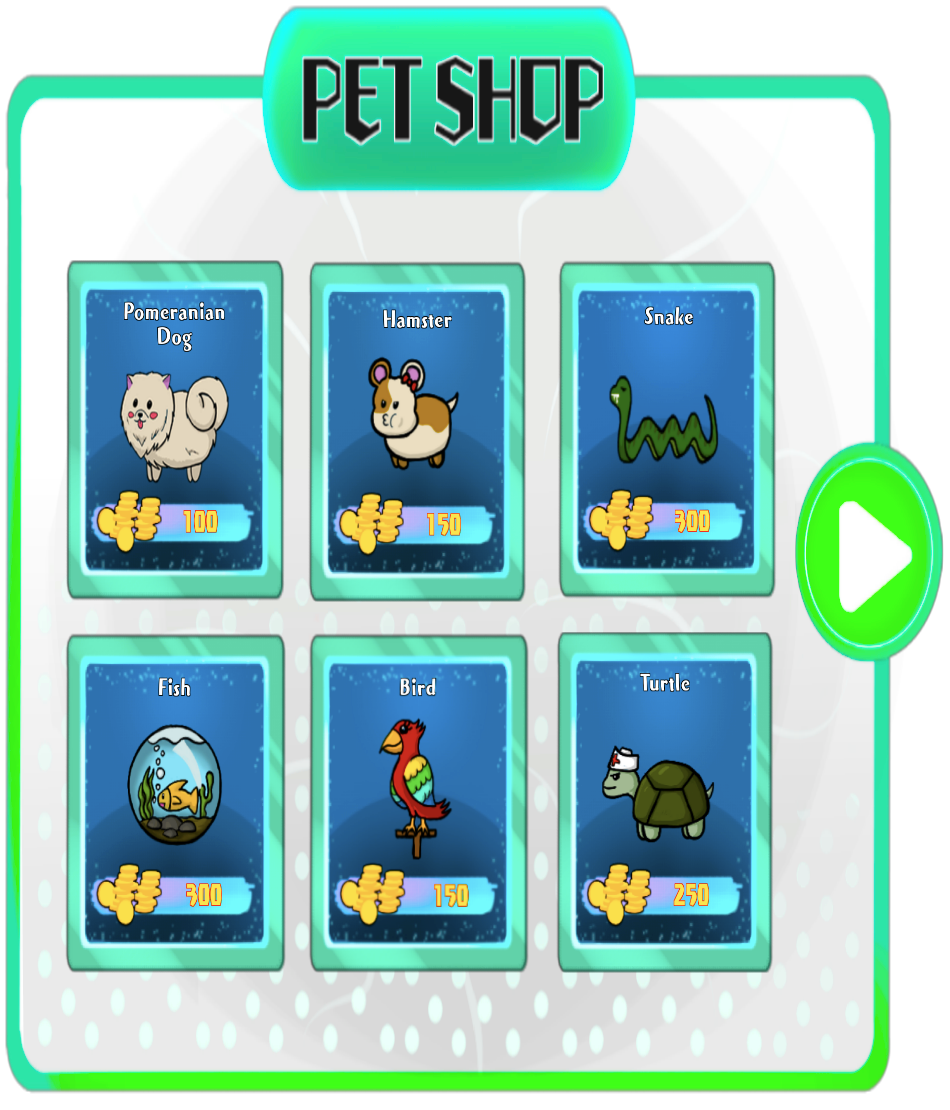 PET SHOP
Pomeranian
Dog
100
Hamster
150
Snake
300
Fish
300
Bird
150
Turtle
250